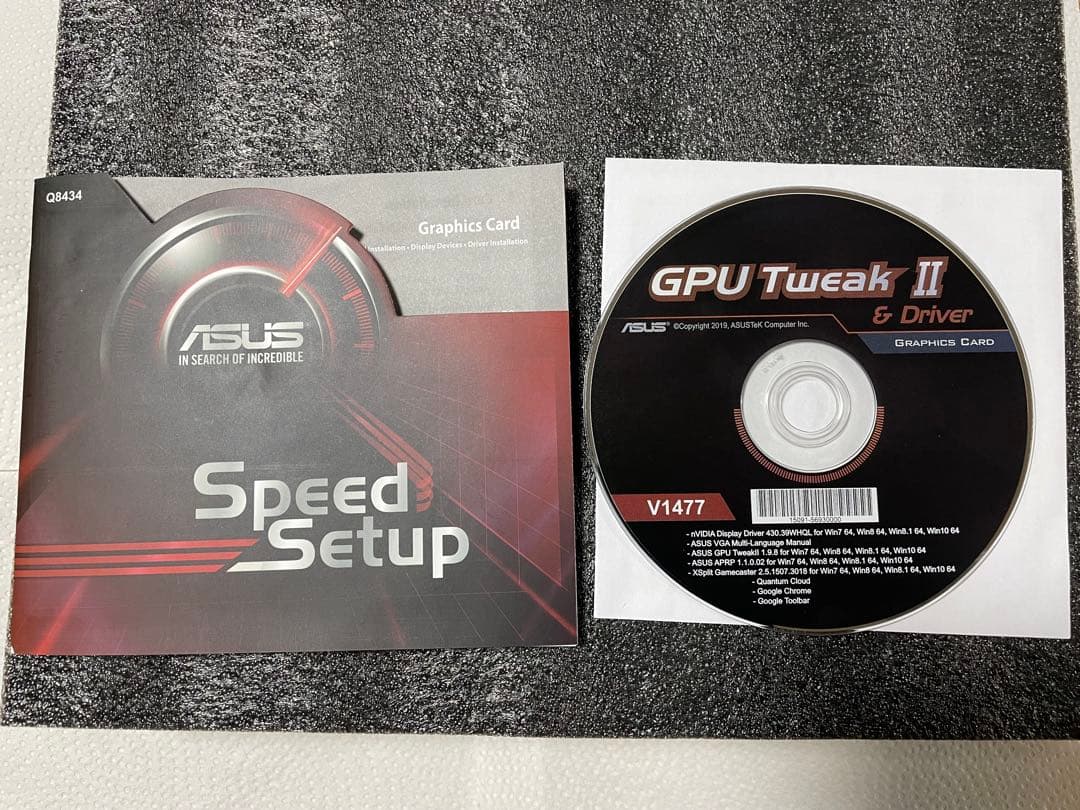 Q8434
Graphics Card
Installation • Display Devices • Driver Installation
ASUS
IN SEARCH OF INCREDIBLE
Speed
Setup
GPU Tweak II
& Driver
ASUS ©Copyright 2019, ASUSTeK Computer Inc.
GRAPHICS CARD
V1477
15091-56930000
- nVIDIA Display Driver 430.39WHQL for Win7 64, Win8 64, Win8.1 64, Win10 64
- ASUS VGA Multi-Language Manual
- ASUS GPU TweakII 1.9.8 for Win7 64, Win8 64, Win8.1 64, Win10 64
- ASUS APRP 1.1.0.02 for Win7 64, Win8 64, Win8.1 64, Win10 64
- XSplit Gamecaster 2.5.1507.3018 for Win7 64, Win8 64, Win8.1 64, Win10 64
- Quantum Cloud
- Google Chrome
- Google Toolbar